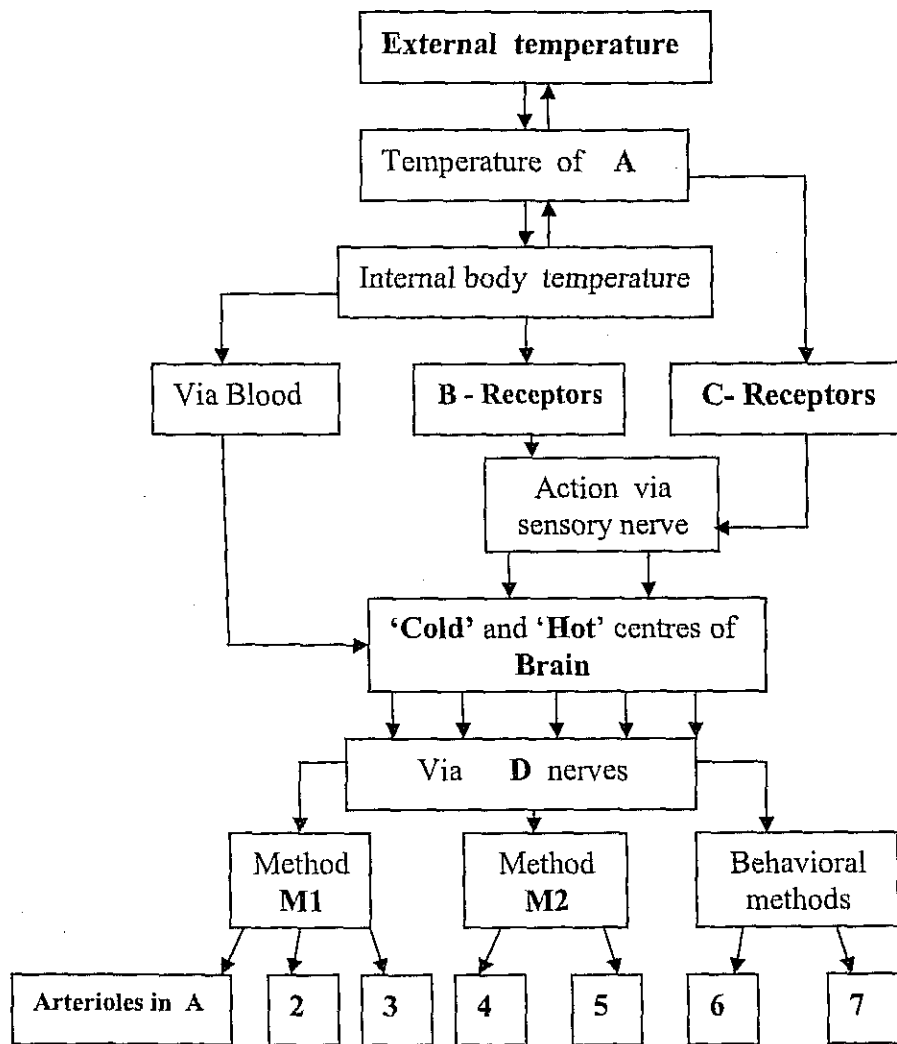 External temperature
Temperature of A
Internal body temperature
Via Blood
B - Receptors
C- Receptors
Action via
sensory nerve
'Cold' and 'Hot' centres of
Brain
Via D nerves
Method
M1
Method
M2
Behavioral
methods
Arterioles in A
2
3
4
5
6
7